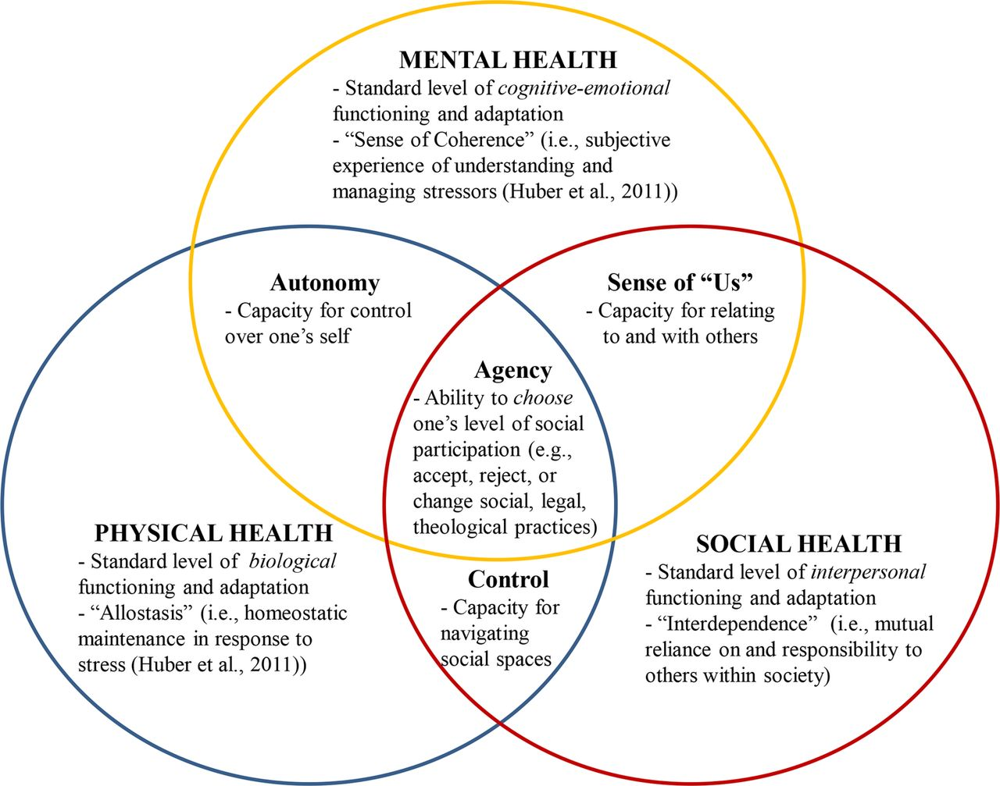 MENTAL HEALTH
- Standard level of cognitive-emotional
functioning and adaptation
- “Sense of Coherence” (i.e., subjective
experience of understanding and
managing stressors (Huber et al., 2011))
Autonomy
- Capacity for control
over one’s self
Sense of “Us”
- Capacity for relating
to and with others
Agency
- Ability to choose
one’s level of social
participation (e.g.,
accept, reject, or
change social, legal,
theological practices)
PHYSICAL HEALTH
- Standard level of biological
functioning and adaptation
- “Allostasis” (i.e., homeostatic
maintenance in response to
stress (Huber et al., 2011))
Control
- Capacity for
navigating
social spaces
SOCIAL HEALTH
- Standard level of interpersonal
functioning and adaptation
- “Interdependence” (i.e., mutual
reliance on and responsibility to
others within society)